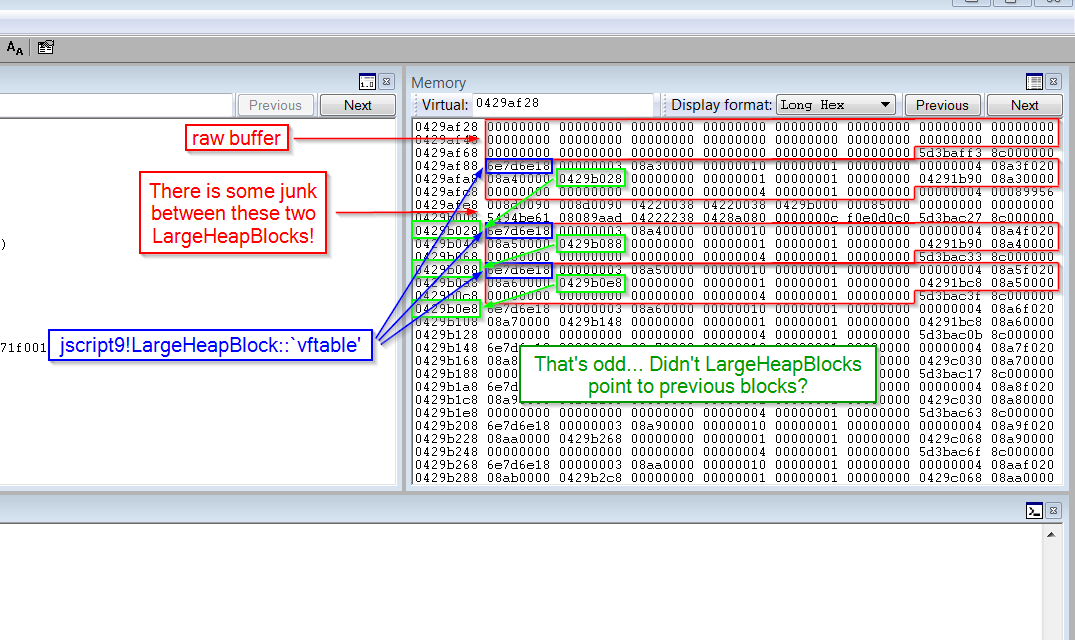 Memory
Previous
Next
Virtual: 0429af28
Display format: Long Hex
Previous
Next
raw buffer
There is some junk
between these two
LargeHeapBlocks!
jscript9!LargeHeapBlock::`vftable'
That's odd... Didn't LargeHeapBlocks
point to previous blocks?
)
71f001
0429af28 00000000 00000000 00000000 00000000 00000000 00000000 00000000 00000000
0429af48 00000000 00000000 00000000 00000000 00000000 00000000 00000000 00000000
0429af68 00000000 00000000 00000000 00000000 00000000 00000000 5d3baff3 8c000000
0429af88 6e7d6e18 00000003 08a30000 00000010 00000001 00000000 00000004 08a3f020
0429afa8 08a40000 0429b028 00000000 00000001 00000001 00000000 04291b90 08a30000
0429afc8 00000000 00000000 00000000 00000004 00000001 00000000 00000000 00089956
0429afe8 008d0090 008d0090 04220038 04220038 0429b000 00085000 00000000 00000000
0429b008 5494be61 08089aad 04222238 0428a080 0000000c f0e0d0c0 5d3bac27 8c000000
0429b028 6e7d6e18 00000003 08a40000 00000010 00000001 00000000 00000004 08a4f020
0429b048 08a50000 0429b088 00000000 00000001 00000001 00000000 04291b90 08a40000
0429b068 00000000 00000000 00000000 00000004 00000001 00000000 5d3bac33 8c000000
0429b088 6e7d6e18 00000003 08a50000 00000010 00000001 00000000 00000004 08a5f020
0429b0a8 08a60000 0429b0e8 00000000 00000001 00000001 00000000 04291bc8 08a50000
0429b0c8 00000000 00000000 00000000 00000004 00000001 00000000 5d3bac3f 8c000000
0429b0e8 6e7d6e18 00000003 08a60000 00000010 00000001 00000000 00000004 08a6f020
0429b108 08a70000 0429b148 00000000 00000001 00000001 00000000 04291bc8 08a60000
0429b128 00000000 00000000 00000000 00000004 00000001 00000000 5d3bac0b 8c000000
0429b148 00000004 08a7f020
0429b168 0429c030 08a70000
0429b188 5d3bac17 8c000000
0429b1a8 00000004 08a8f020
0429b1c8 0429c030 08a80000
0429b1e8 00000000 00000000 00000000 00000004 00000001 00000000 5d3bac63 8c000000
0429b208 6e7d6e18 00000003 08a90000 00000010 00000001 00000000 00000004 08a9f020
0429b228 08aa0000 0429b268 00000000 00000001 00000001 00000000 0429c068 08a90000
0429b248 00000000 00000000 00000000 00000004 00000001 00000000 5d3bac6f 8c000000
0429b268 6e7d6e18 00000003 08aa0000 00000010 00000001 00000000 00000004 08aaf020
0429b288 08ab0000 0429b2c8 00000000 00000001 00000001 00000000 0429c068 08aa0000